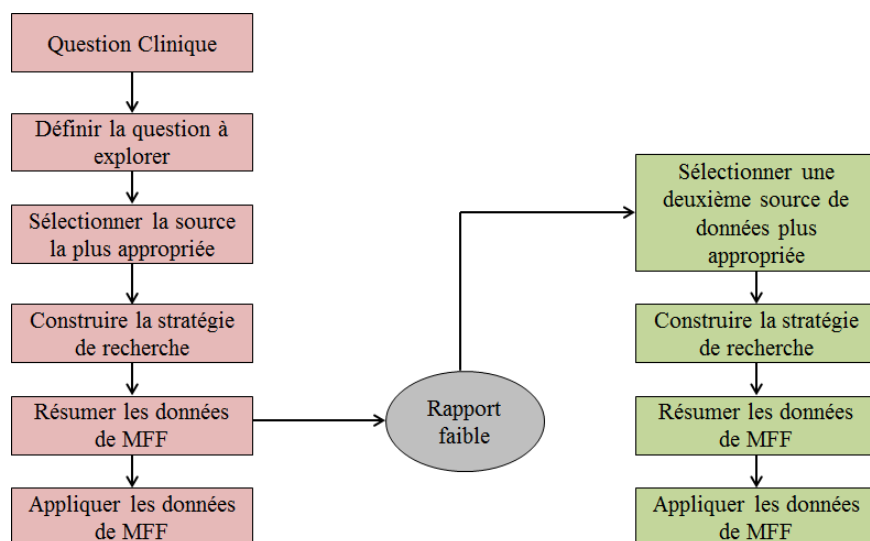 Question Clinique
Définir la question à
explorer
Sélectionner la source
la plus appropriée
Construire la stratégie
de recherche
Résumer les données
de MFF
Appliquer les données
de MFF
Rapport
faible
Sélectionner une
deuxième source de
données plus
appropriée
Construire la stratégie
de recherche
Résumer les données
de MFF
Appliquer les données
de MFF